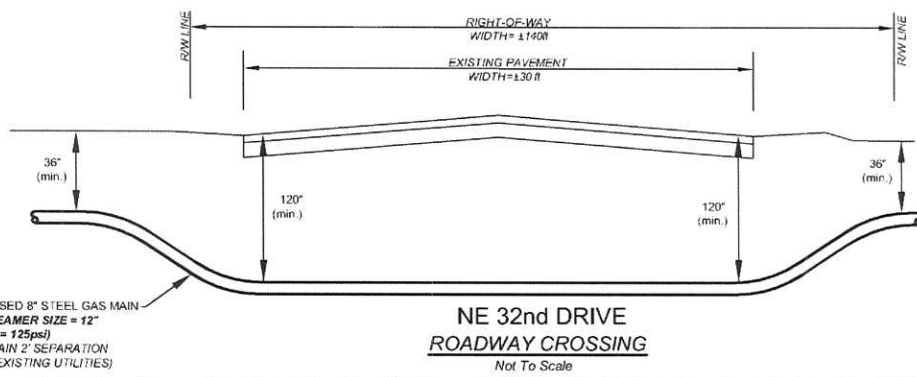 RIGHT-OF-WAY
WIDTH= ±140ft
R/W LINE
R/W LINE
EXISTING PAVEMENT
WIDTH=±30 ft
36"
(min.)
120"
(min.)
120"
(min.)
36"
(min.)
SED 8" STEEL GAS MAIN
EAMER SIZE = 12"
= 125psi)
AIN 2' SEPARATION
EXISTING UTILITIES)
NE 32nd DRIVE
ROADWAY CROSSING
Not To Scale